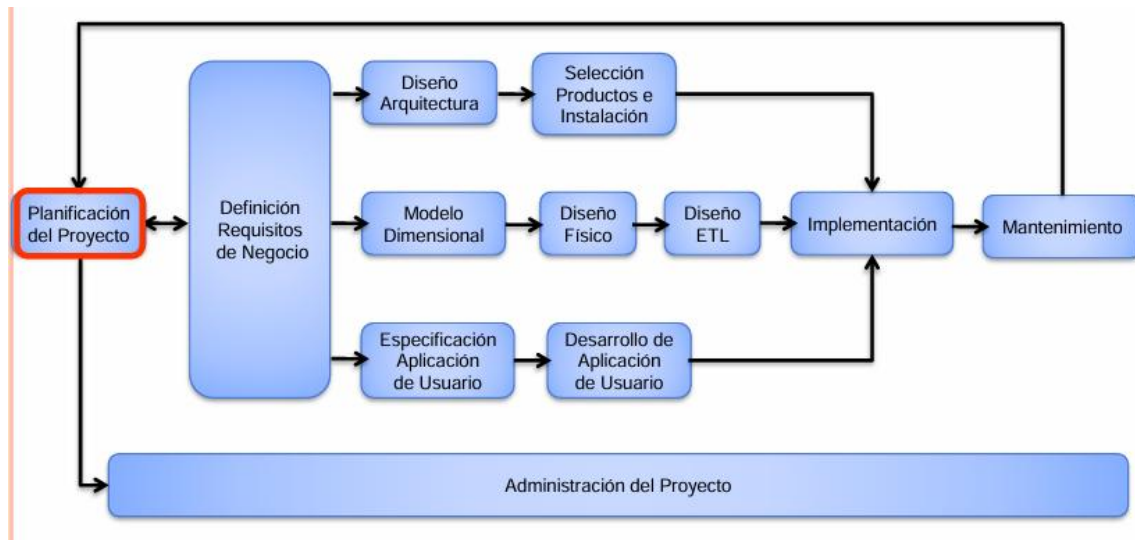 Planificación
del Proyecto
Definición
Requisitos
de Negocio
Diseño
Arquitectura
Selección
Productos e
Instalación
Modelo
Dimensional
Diseño
Físico
Diseño
ETL
Especificación
Aplicación
de Usuario
Desarrollo de
Aplicación
de Usuario
Implementación
Mantenimiento
Administración del Proyecto